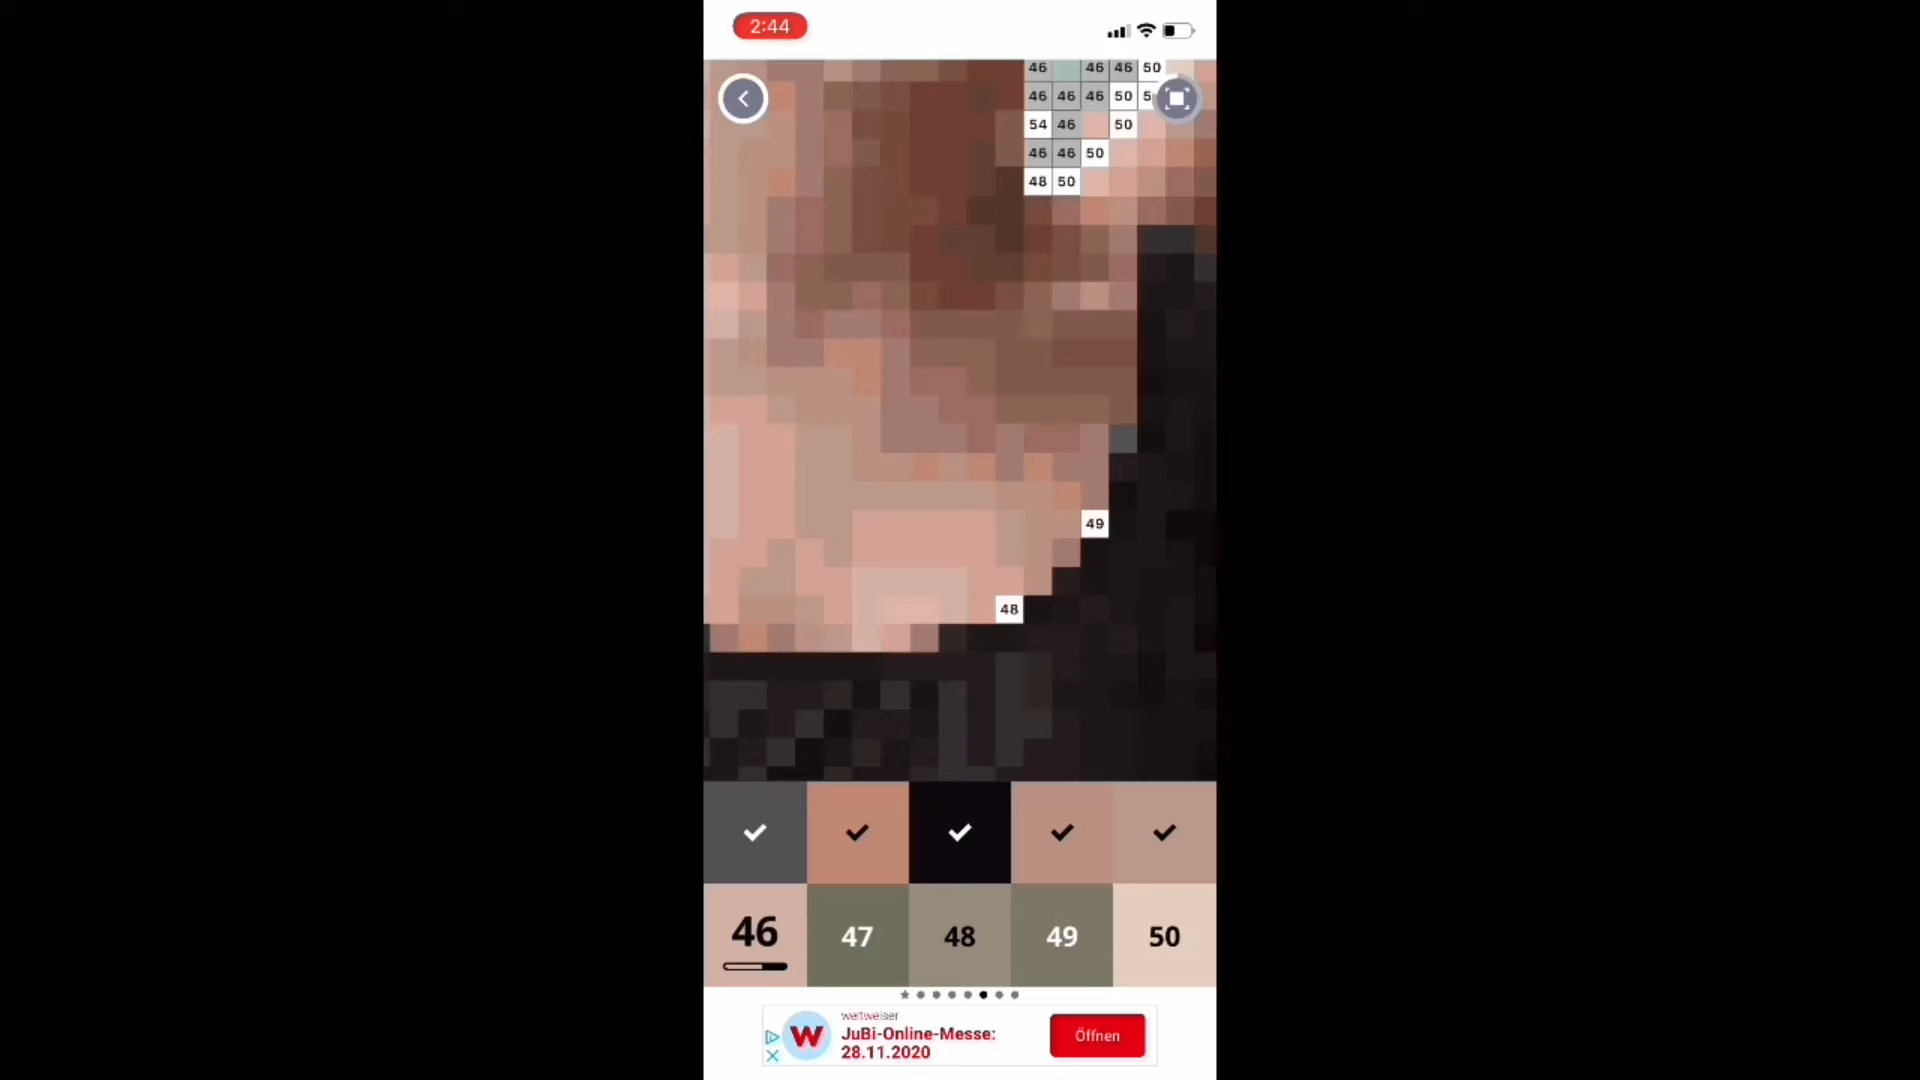 2:44
46 46 46 50
46 46 46 50 5
54 46 50
46 46 50
48 50
49
48
46 47 48 49 50
weltweiser
W JuBi-Online-Messe:
28.11.2020
Öffnen